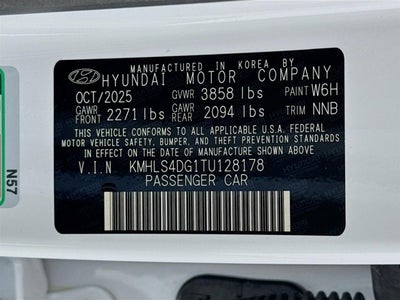 MANUFACTURED IN KOREA BY
HYUNDAI MOTOR COMPANY
OCT/2025 GVWR 3858 lbs PAINT W6H
GAWR FRONT 2271 lbs GAWR REAR 2094 lbs TRIM NNB
THIS VEHICLE CONFORMS TO ALL APPLICABLE U.S.A. FEDERAL
MOTOR VEHICLE SAFETY, BUMPER, AND THEFT PREVENTION
STANDARDS IN EFFECT ON THE DATE OF MANUFACTURE SHOWN ABOVE.
V.I.N KMHLS4DG1TU128178
PASSENGER CAR
N57